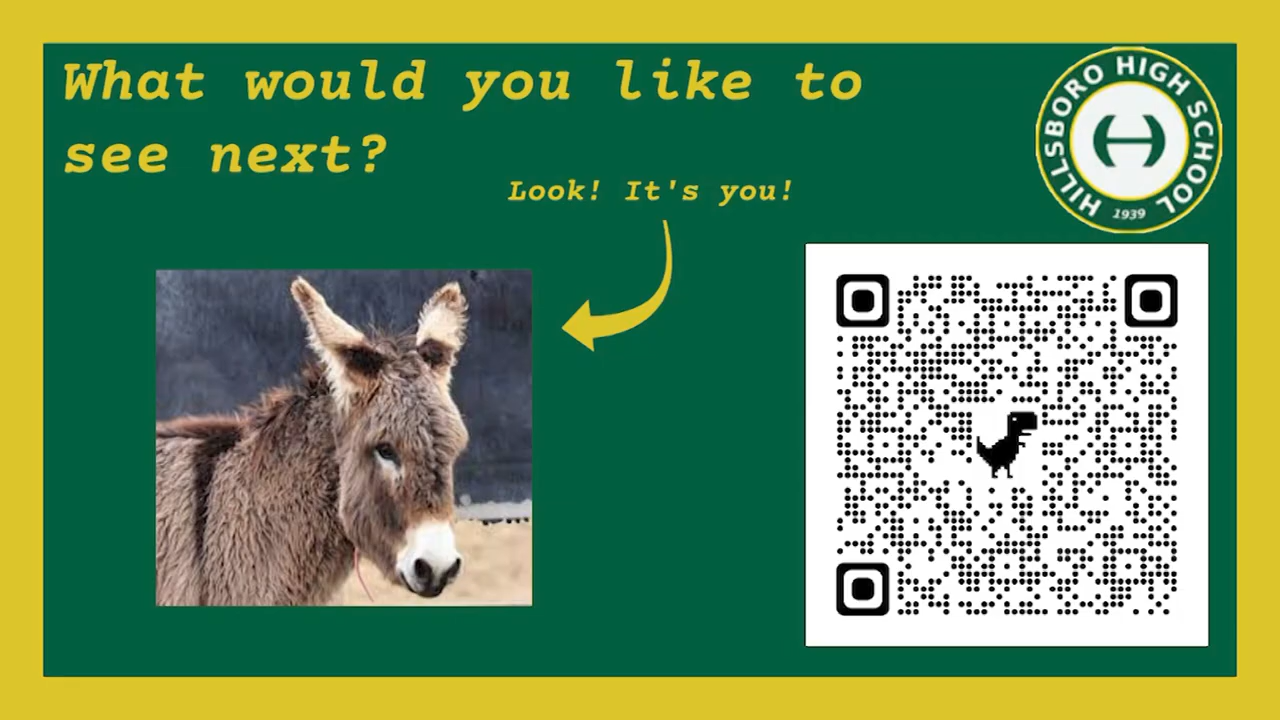 What would you like to
see next?
Look! It's you!
HILLSBORO HIGH SCHOOL
H
1939